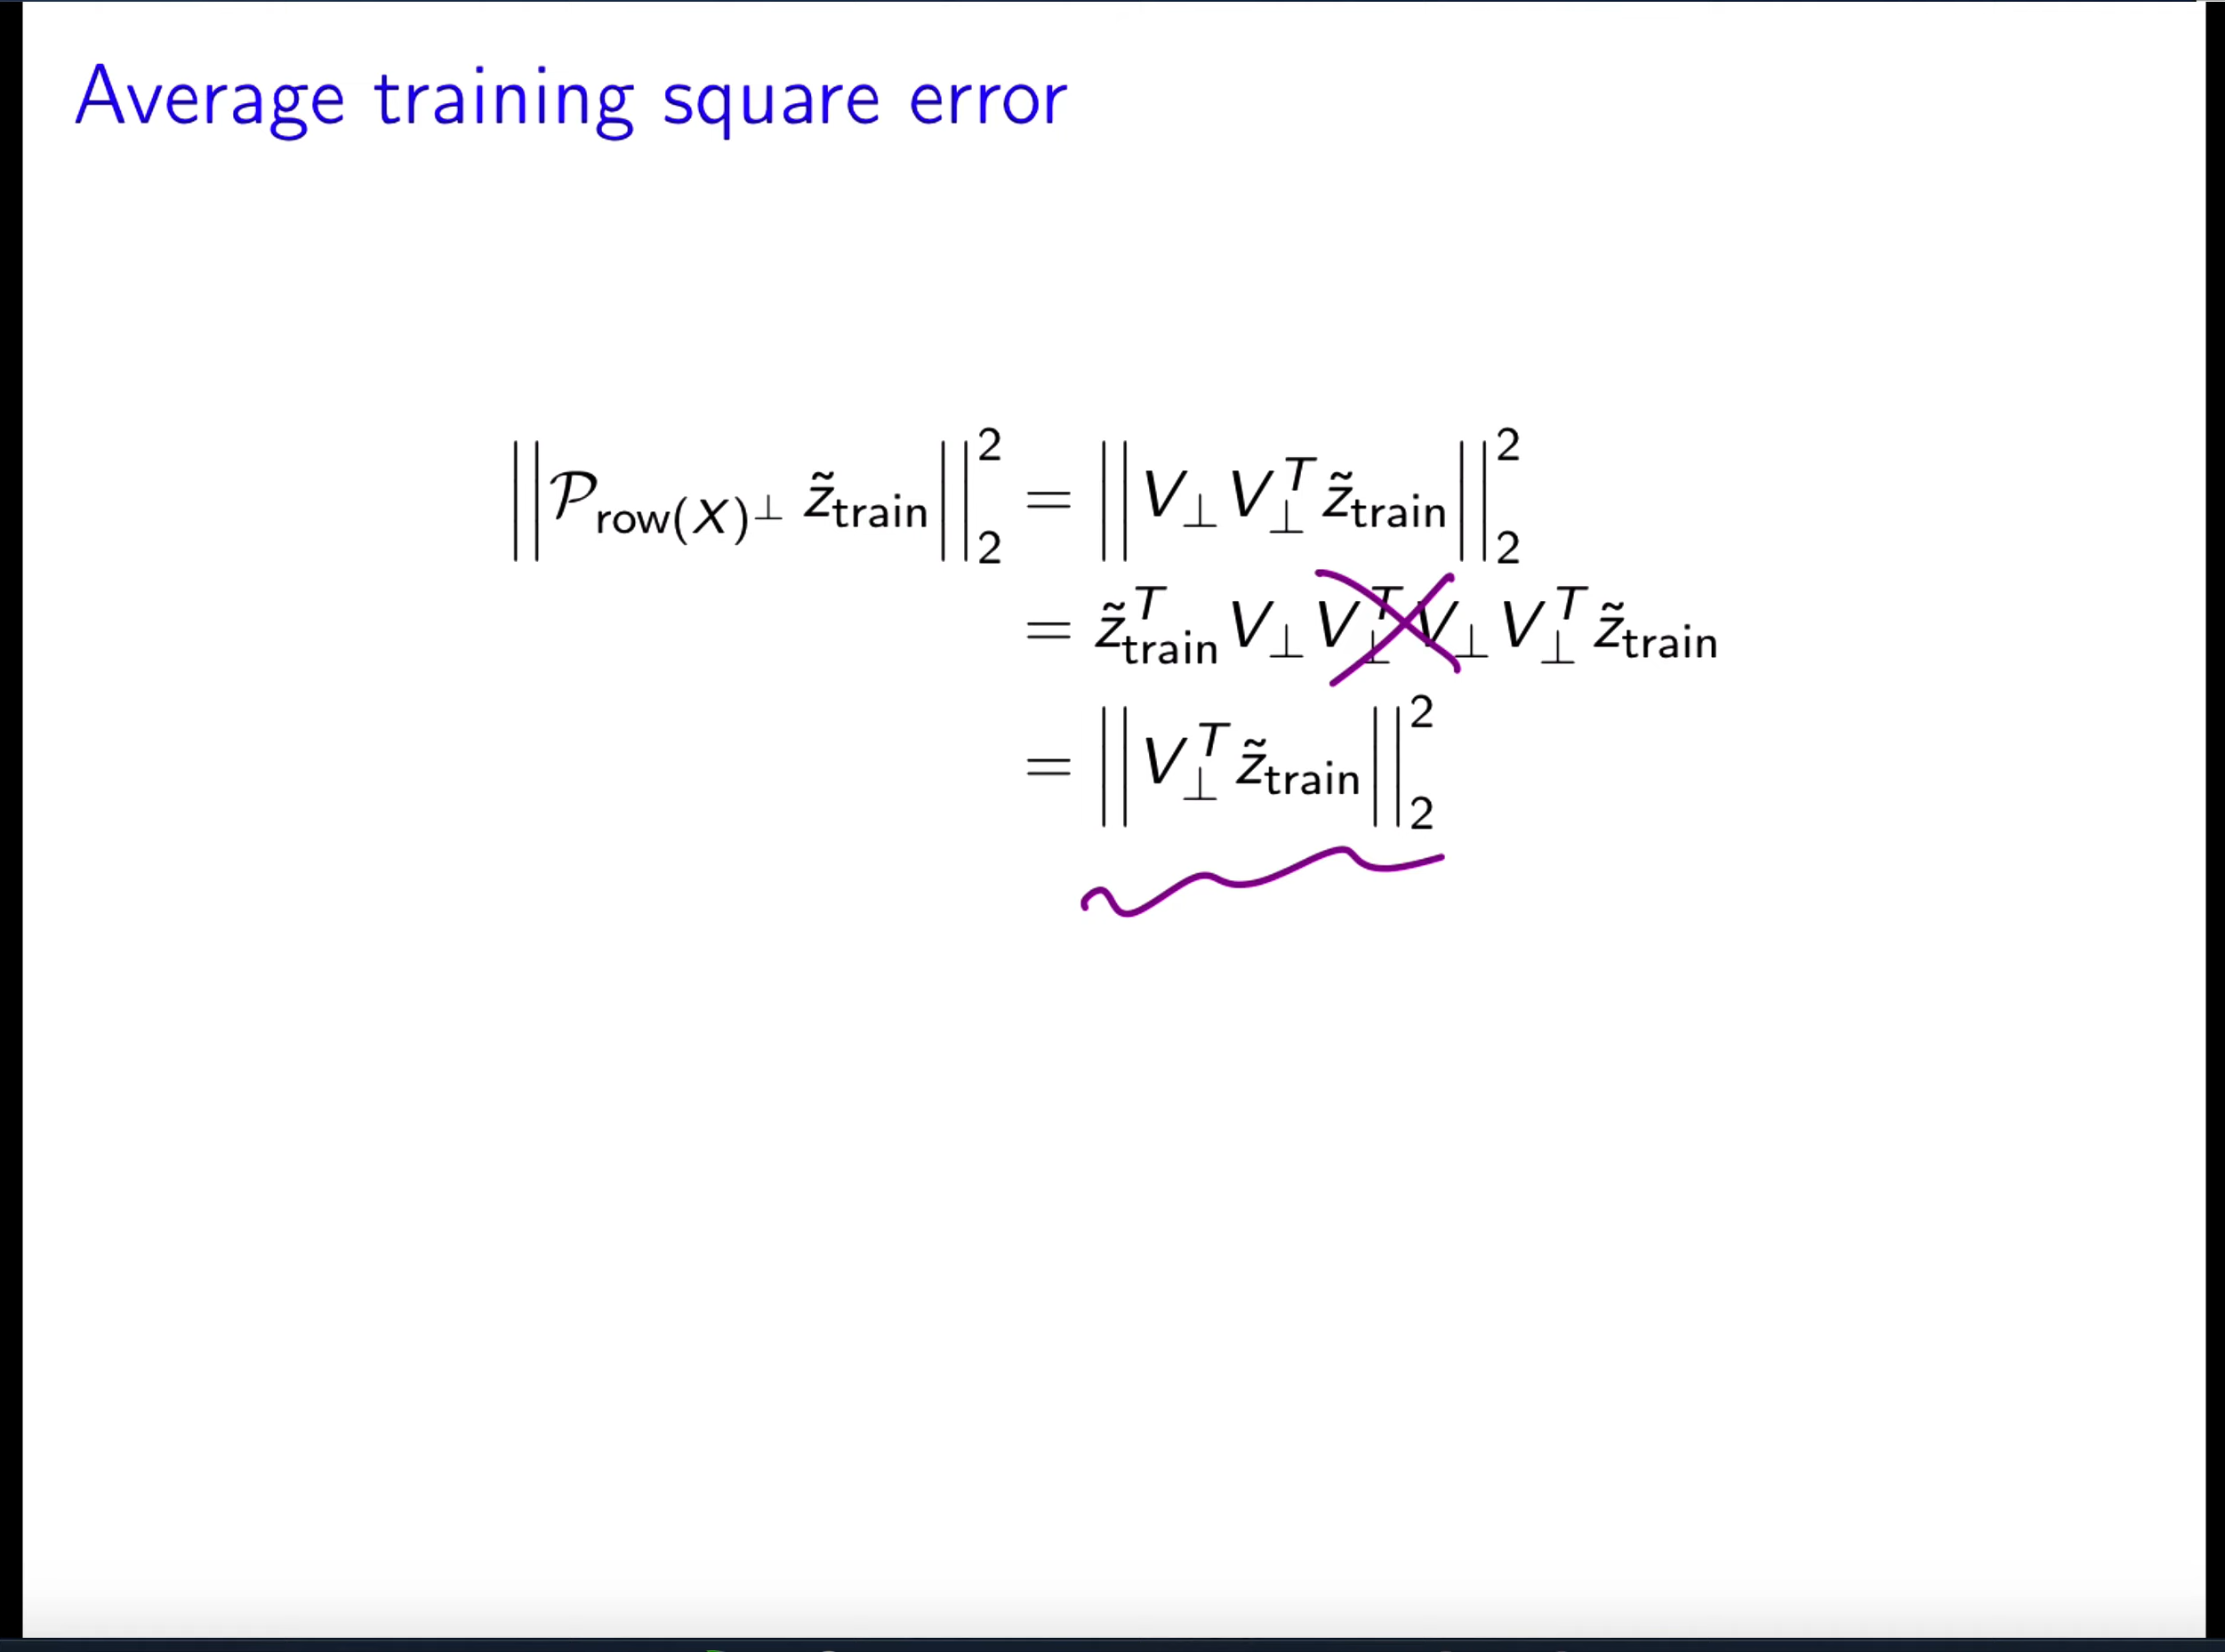 Average training square error
||𝒫_{row(X)^⊥} z̃_train||_2^2 = ||V_⊥ V_⊥^T z̃_train||_2^2
= z̃_train^T V_⊥ V_⊥^T V_⊥ V_⊥^T z̃_train
= ||V_⊥^T z̃_train||_2^2